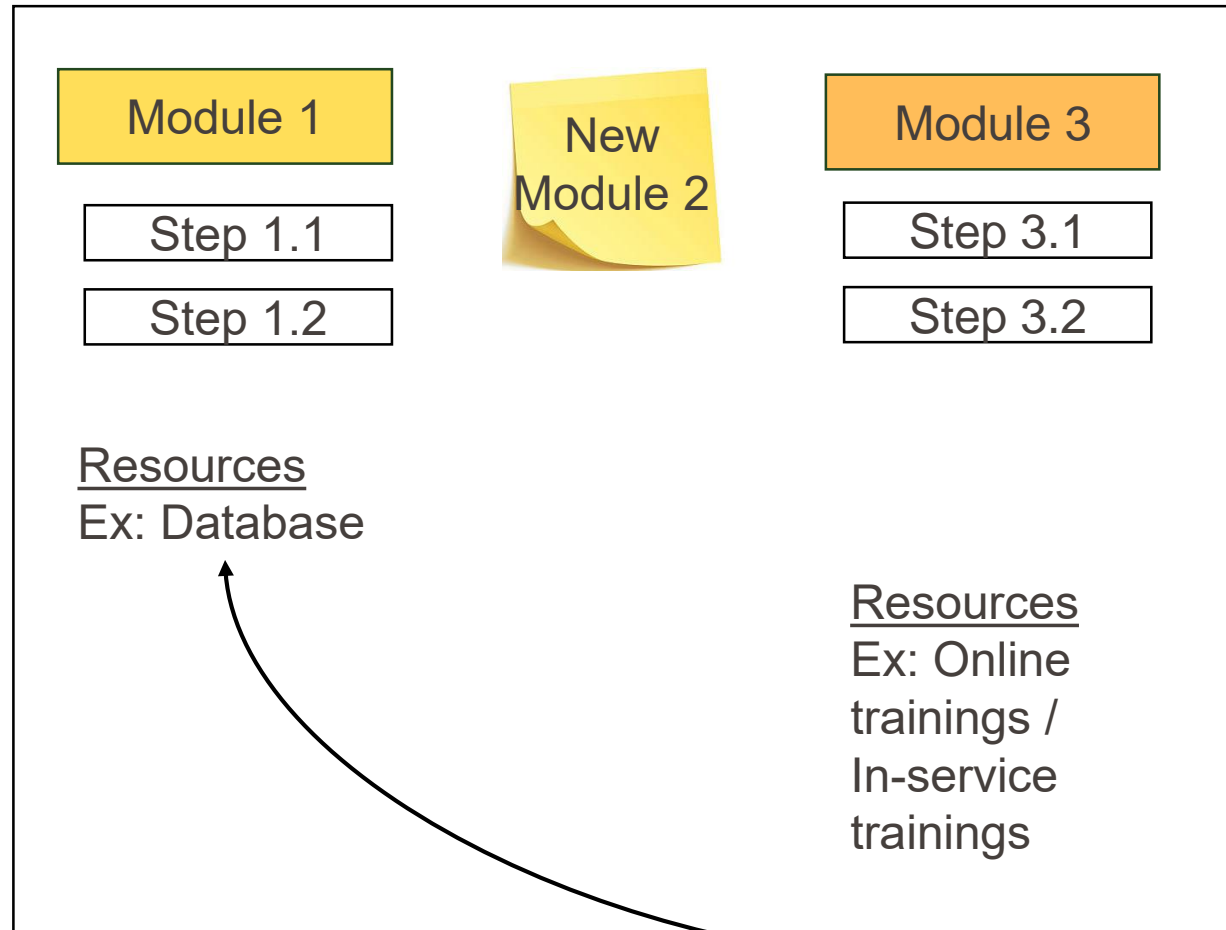 Module 1
New
Module 2
Module 3
Step 1.1
Step 1.2
Step 3.1
Step 3.2
Resources
Ex: Database
Resources
Ex: Online
trainings /
In-service
trainings